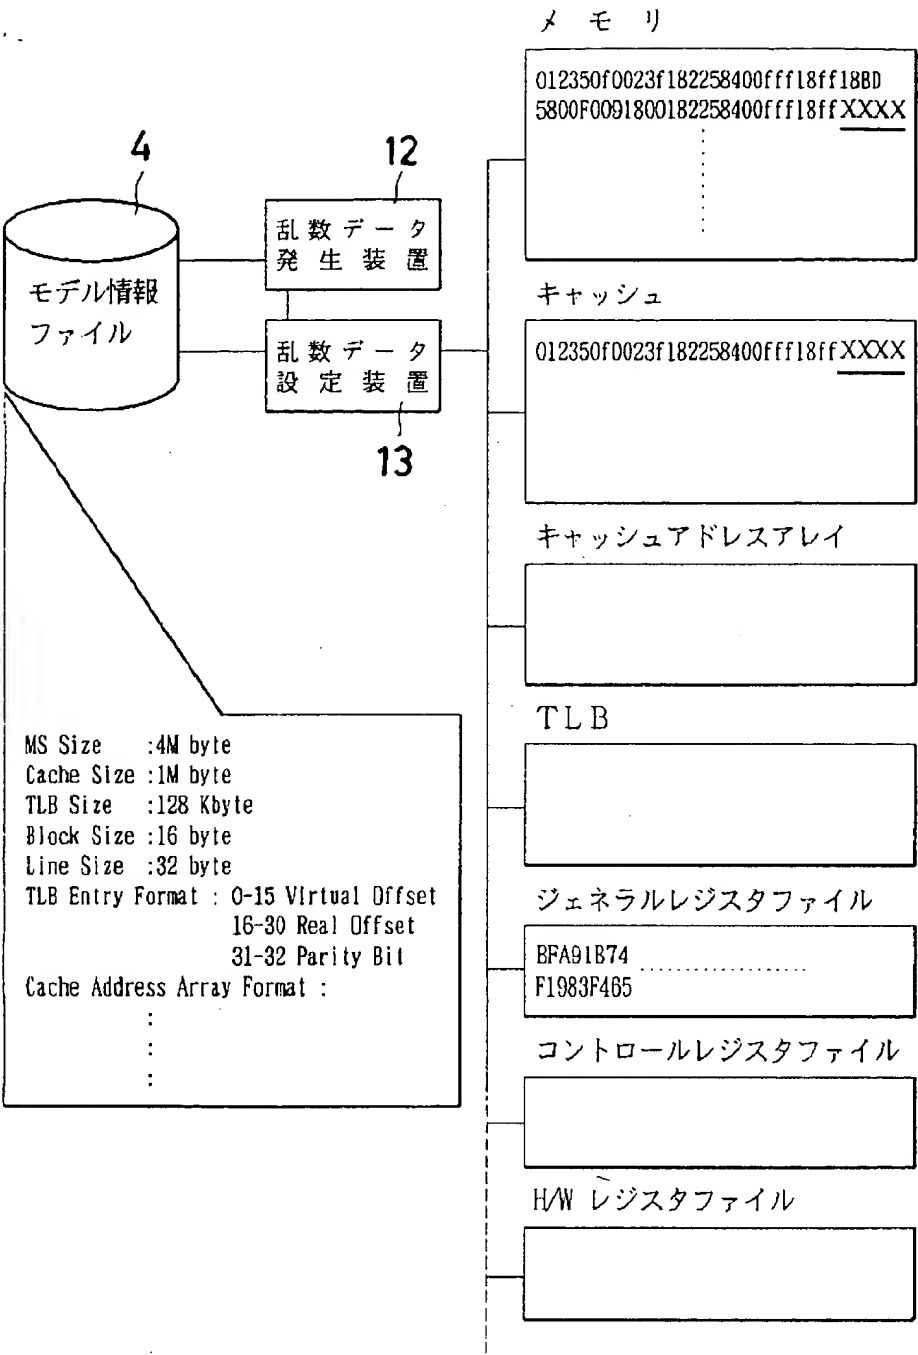 メモリ
012350f0023f182258400fff18ff18BD
5800F0091800182258400fff18ffXXXX
4
12
乱数データ
発生装置
モデル情報
ファイル
キャッシュ
乱数データ
設定装置
012350f0023f182258400fff18ffXXXX
13
キャッシュアドレスアレイ
TLB
MS Size :4M byte
Cache Size :1M byte
TLB Size :128 Kbyte
Block Size :16 byte
Line Size :32 byte
TLB Entry Format : 0-15 Virtual Offset
16-30 Real Offset
31-32 Parity Bit
Cache Address Array Format :
ジェネラルレジスタファイル
BFA91B74
F1983F465
コントロールレジスタファイル
H/W レジスタファイル